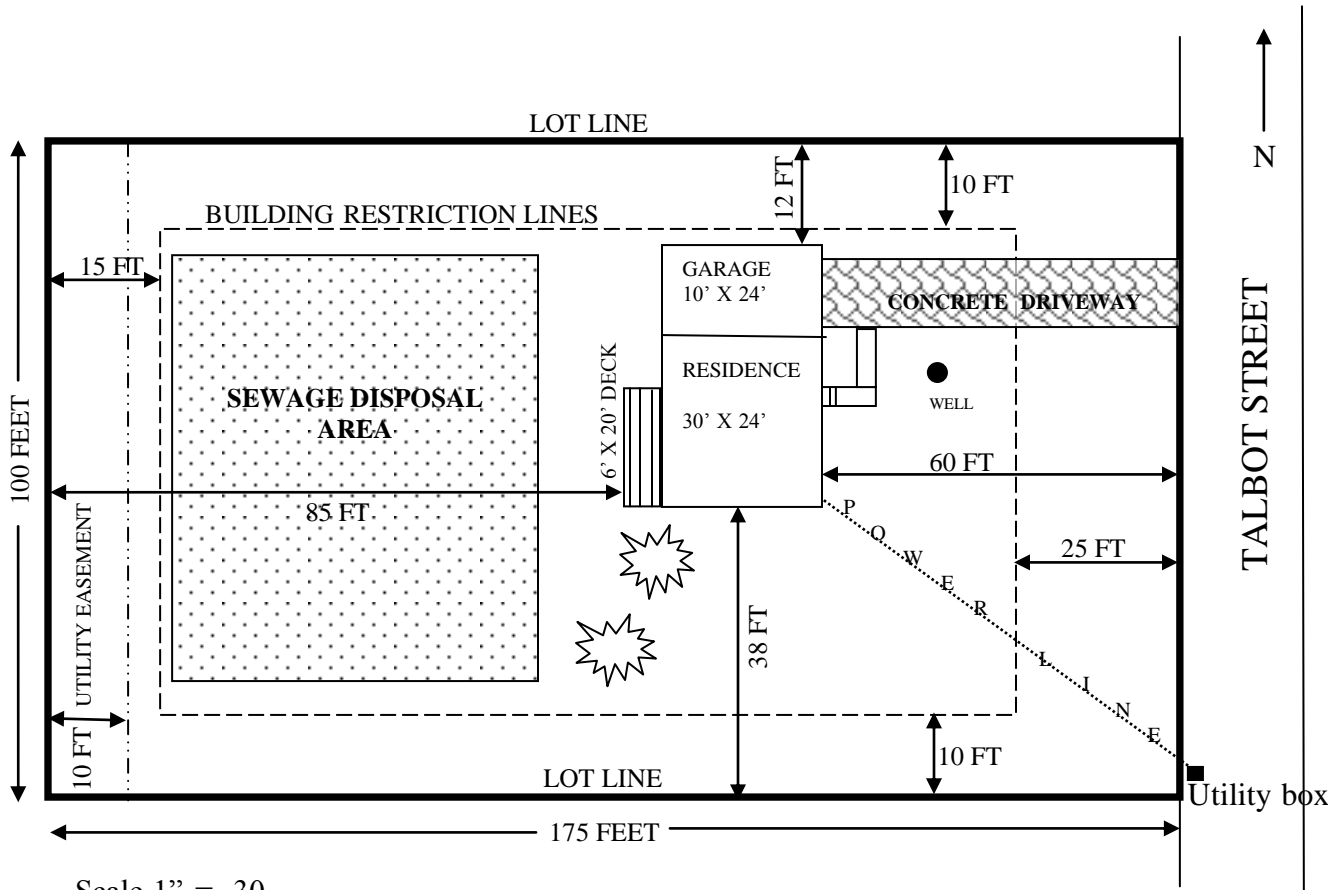 LOT LINE
N
12 FT
10 FT
BUILDING RESTRICTION LINES
15 FT
GARAGE
10’ X 24’
CONCRETE DRIVEWAY
TALBOT STREET
100 FEET
SEWAGE DISPOSAL
AREA
6’ X 20’ DECK
RESIDENCE
30’ X 24’
WELL
60 FT
85 FT
POWER LINE
25 FT
UTILITY EASEMENT
38 FT
10 FT
10 FT
LOT LINE
Utility box
175 FEET
Scale 1” = 30